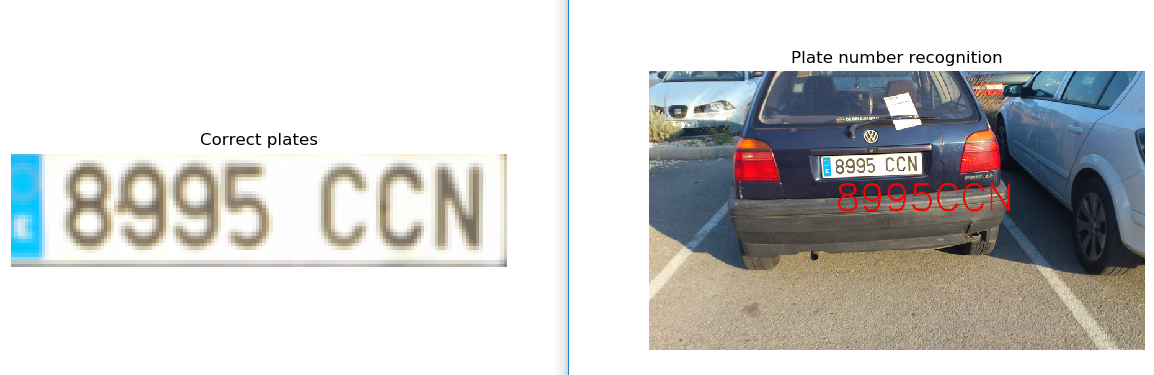 Correct plates
E
8995 CCN
Plate number recognition
8995 CCN
8995CCN